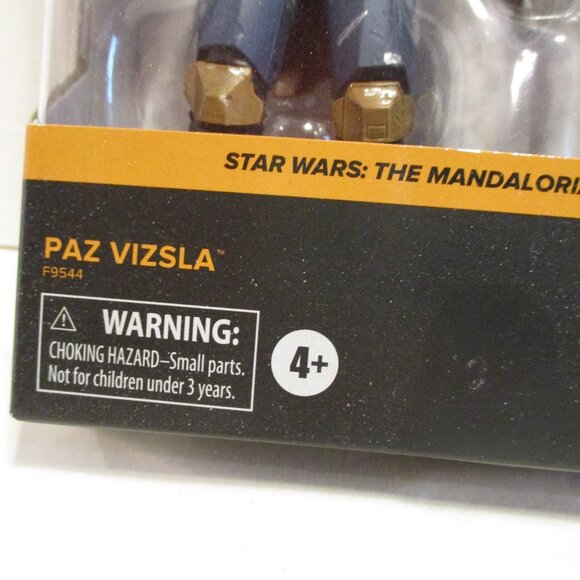 STAR WARS: THE MANDALORI
PAZ VIZSLA™
F9544
⚠ WARNING:
CHOKING HAZARD–Small parts.
Not for children under 3 years.
4+